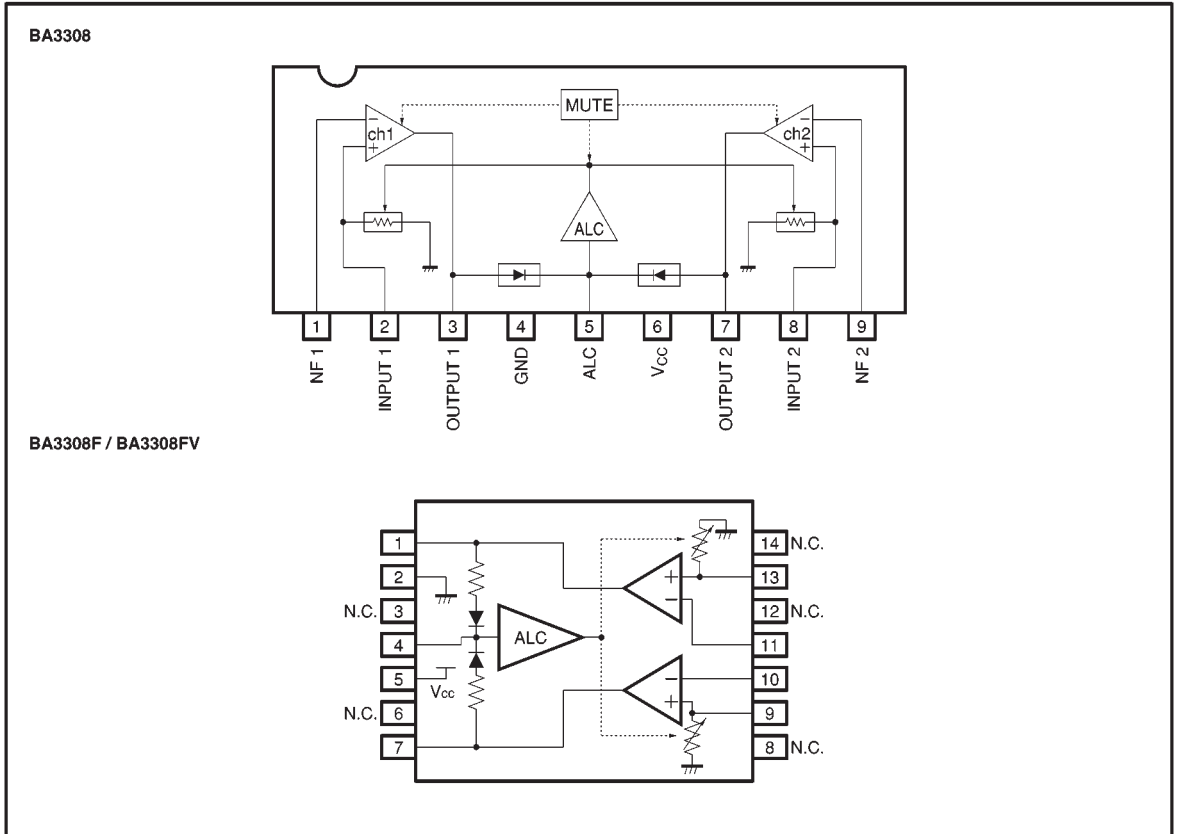 BA3308
MUTE
− ch1 +
− ch2 +
ALC
1 2 3 4 5 6 7 8 9
NF 1
INPUT 1
OUTPUT 1
GND
ALC
Vcc
OUTPUT 2
INPUT 2
NF 2
BA3308F / BA3308FV
1
2
N.C. 3
4
5
Vcc
N.C. 6
7
ALC
+
−
−
+
14 N.C.
13
12 N.C.
11
10
9
8 N.C.